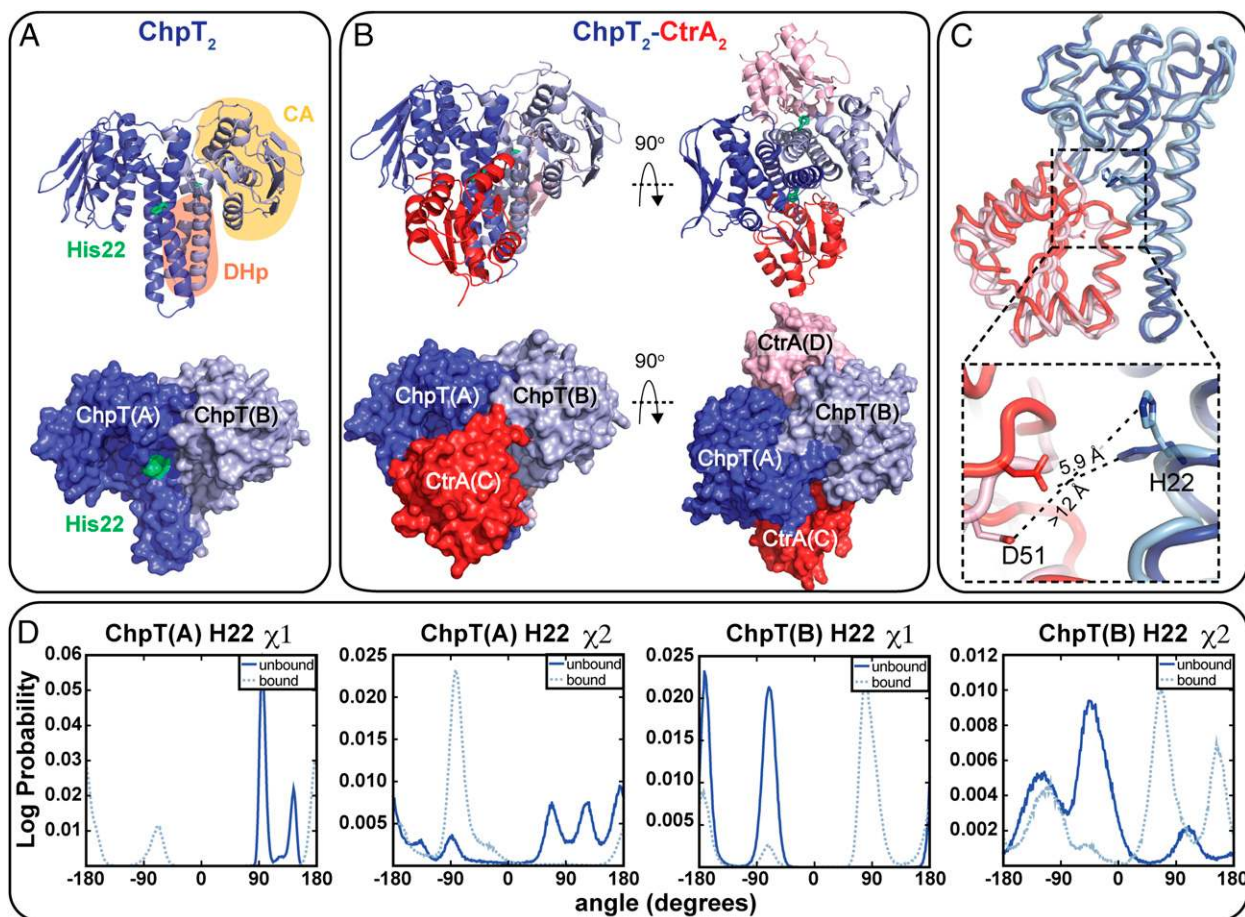 A
ChpT₂
CA
His22
DHp
ChpT(A)
ChpT(B)
His22
B
ChpT₂-CtrA₂
90°
CtrA(D)
90°
ChpT(A)
ChpT(B)
CtrA(C)
ChpT(B)
ChpT(A)
CtrA(C)
C
5.9 Å
>12 Å
H22
D51
D
ChpT(A) H22 χ1
ChpT(A) H22 χ2
ChpT(B) H22 χ1
ChpT(B) H22 χ2
Log Probability
0.06
0.05
0.04
0.03
0.02
0.01
unbound
bound
-180 -90 0 90 180
0.025
0.020
0.015
0.010
0.005
unbound
bound
-180 -90 0 90 180
0.025
0.020
0.015
0.010
0.005
unbound
bound
-180 -90 0 90 180
0.012
0.010
0.008
0.006
0.004
0.002
unbound
bound
-180 -90 0 90 180
angle (degrees)